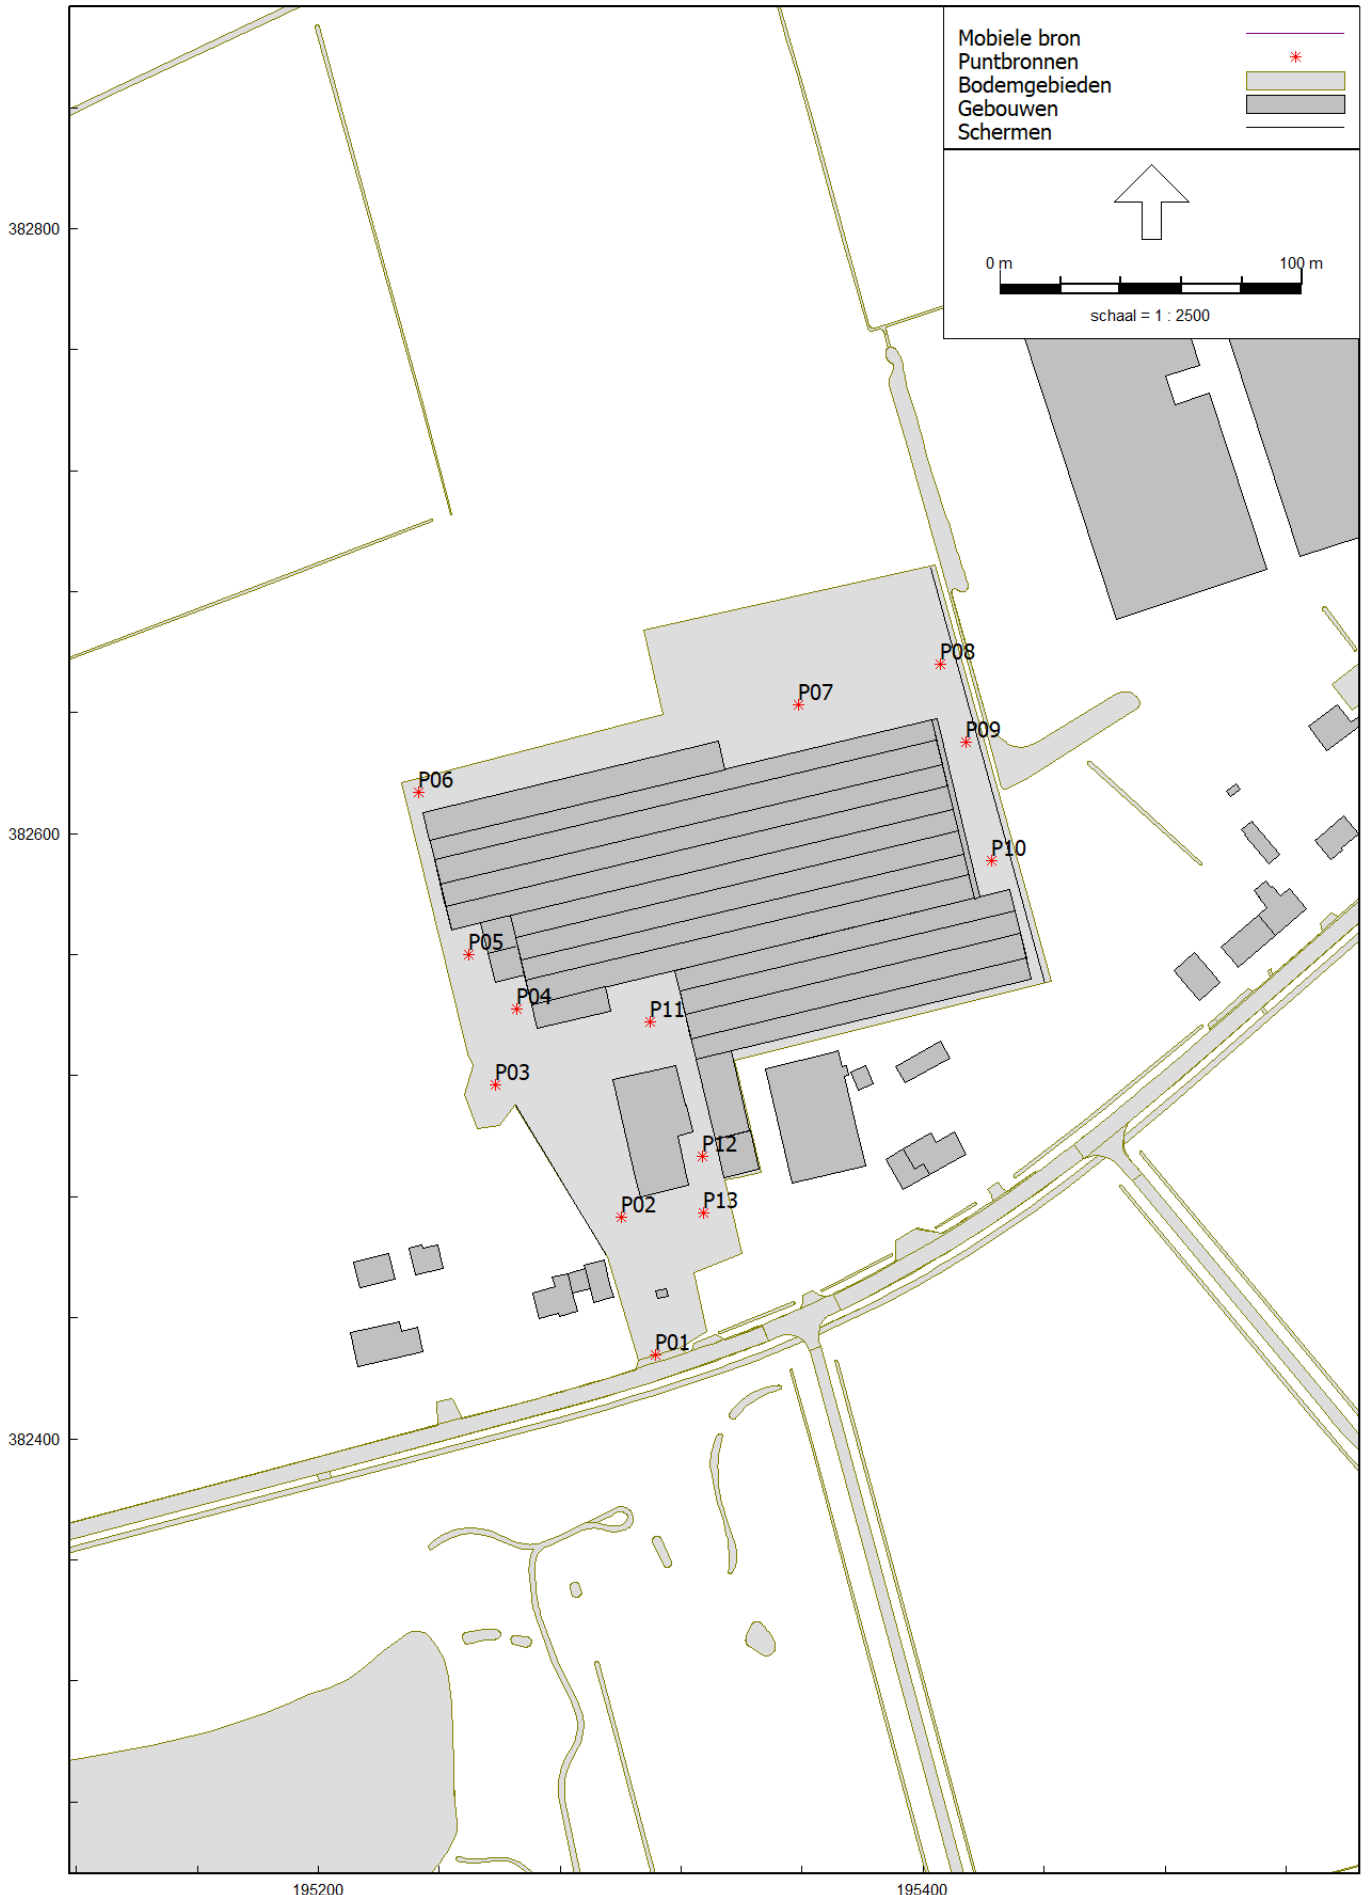 Mobiele bron
Puntbronnen
Bodemgebieden
Gebouwen
Schermen
0 m 100 m
schaal = 1 : 2500
382800
P08
P07
P09
P06
382600
P10
P05
P04
P11
P03
P12
P02
P13
P01
382400
195200 195400